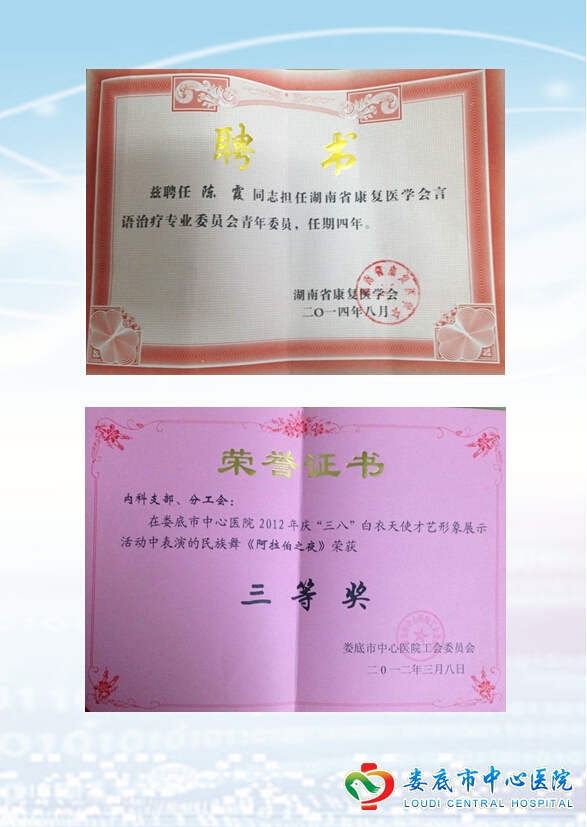 聘 书
兹聘任 陈 霞 同志担任湖南省康复医学会言
语治疗专业委员会青年委员，任期四年。
湖南省康复医学会
二〇一四年八月
荣誉证书
内科支部、分工会：
在娄底市中心医院 2012 年庆“三八”白衣天使才艺形象展示
活动中表演的民族舞《阿拉伯之夜》荣获
三 等 奖
娄底市中心医院工会委员会
二〇一二年三月八日
娄底市中心医院
LOUDI CENTRAL HOSPITAL